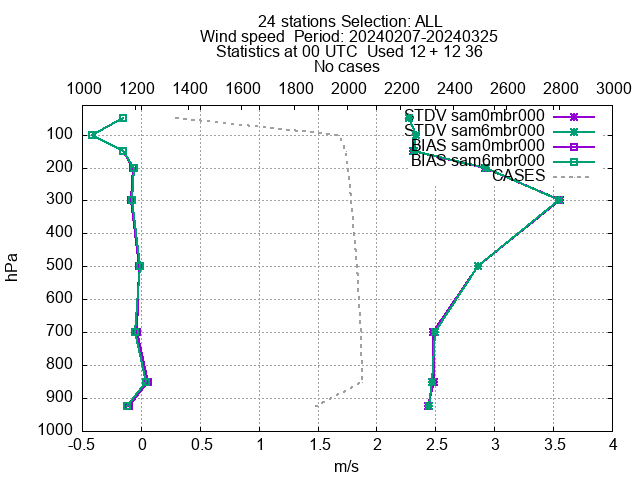 24 stations Selection: ALL
Wind speed  Period: 20240207-20240325
Statistics at 00 UTC  Used 12 + 12 36
No cases
1000 1200 1400 1600 1800 2000 2200 2400 2600 2800 3000
STDV sam0mbr000
STDV sam6mbr000
BIAS sam0mbr000
BIAS sam6mbr000
CASES
100
200
300
400
500
600
700
800
900
1000
hPa
-0.5 0 0.5 1 1.5 2 2.5 3 3.5 4
m/s